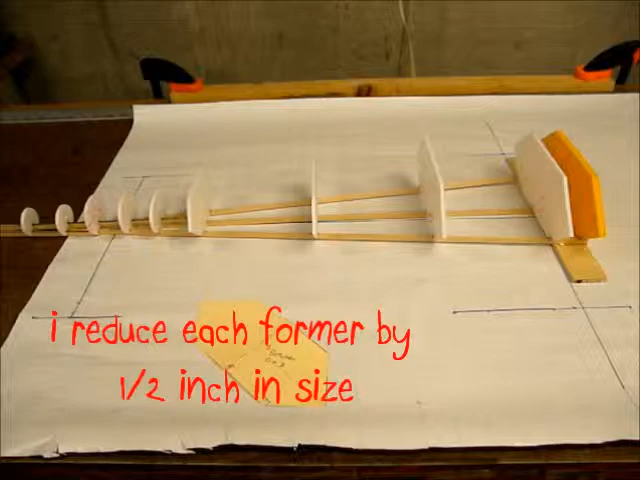 i reduce each former by
1/2 inch in size